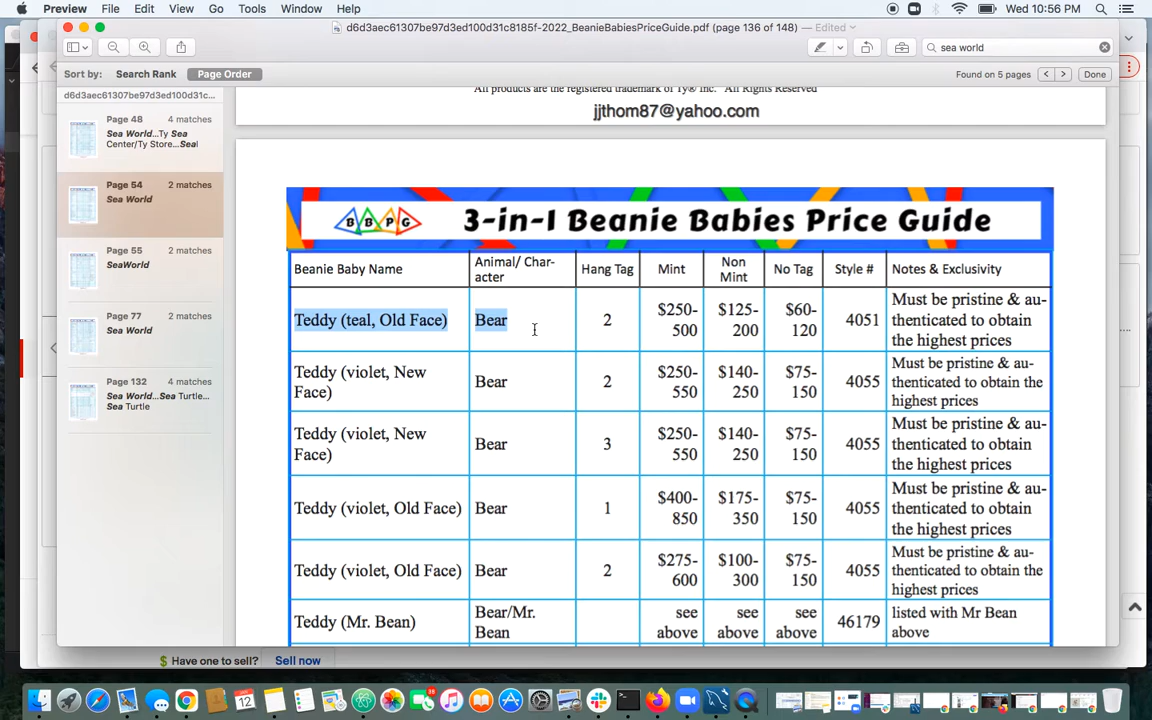 Preview File Edit View Go Tools Window Help
Wed 10:56 PM
d6d3aec61307be97d3ed100d31c8185f-2022_BeanieBabiesPriceGuide.pdf (page 136 of 148) — Edited
sea world
Sort by: Search Rank Page Order
Found on 5 pages
Done
d6d3aec61307be97d3ed100d31c2...
Page 48 4 matches
Sea World...Ty Sea
Center/Ty Store...Seal
Page 54 2 matches
Sea World
Page 55 2 matches
SeaWorld
Page 77 2 matches
Sea World
Page 132 4 matches
Sea World...Sea Turtle...
Sea Turtle
All products are the registered trademark of Ty® Inc. All Rights Reserved
jjthom87@yahoo.com
B B P G
3-in-1 Beanie Babies Price Guide
Beanie Baby Name
Animal/ Char-
acter
Hang Tag
Mint
Non
Mint
No Tag
Style #
Notes & Exclusivity
Teddy (teal, Old Face)
Bear
2
$250-
500
$125-
200
$60-
120
4051
Must be pristine & au-
thenticated to obtain
the highest prices
Teddy (violet, New
Face)
Bear
2
$250-
550
$140-
250
$75-
150
4055
Must be pristine & au-
thenticated to obtain the
highest prices
Teddy (violet, New
Face)
Bear
3
$250-
550
$140-
250
$75-
150
4055
Must be pristine & au-
thenticated to obtain
the highest prices
Teddy (violet, Old Face)
Bear
1
$400-
850
$175-
350
$75-
150
4055
Must be pristine & au-
thenticated to obtain
the highest prices
Teddy (violet, Old Face)
Bear
2
$275-
600
$100-
300
$75-
150
4055
Must be pristine & au-
thenticated to obtain the
highest prices
Teddy (Mr. Bean)
Bear/Mr.
Bean
see
above
see
above
see
above
46179
listed with Mr Bean
above
$ Have one to sell? Sell now
12